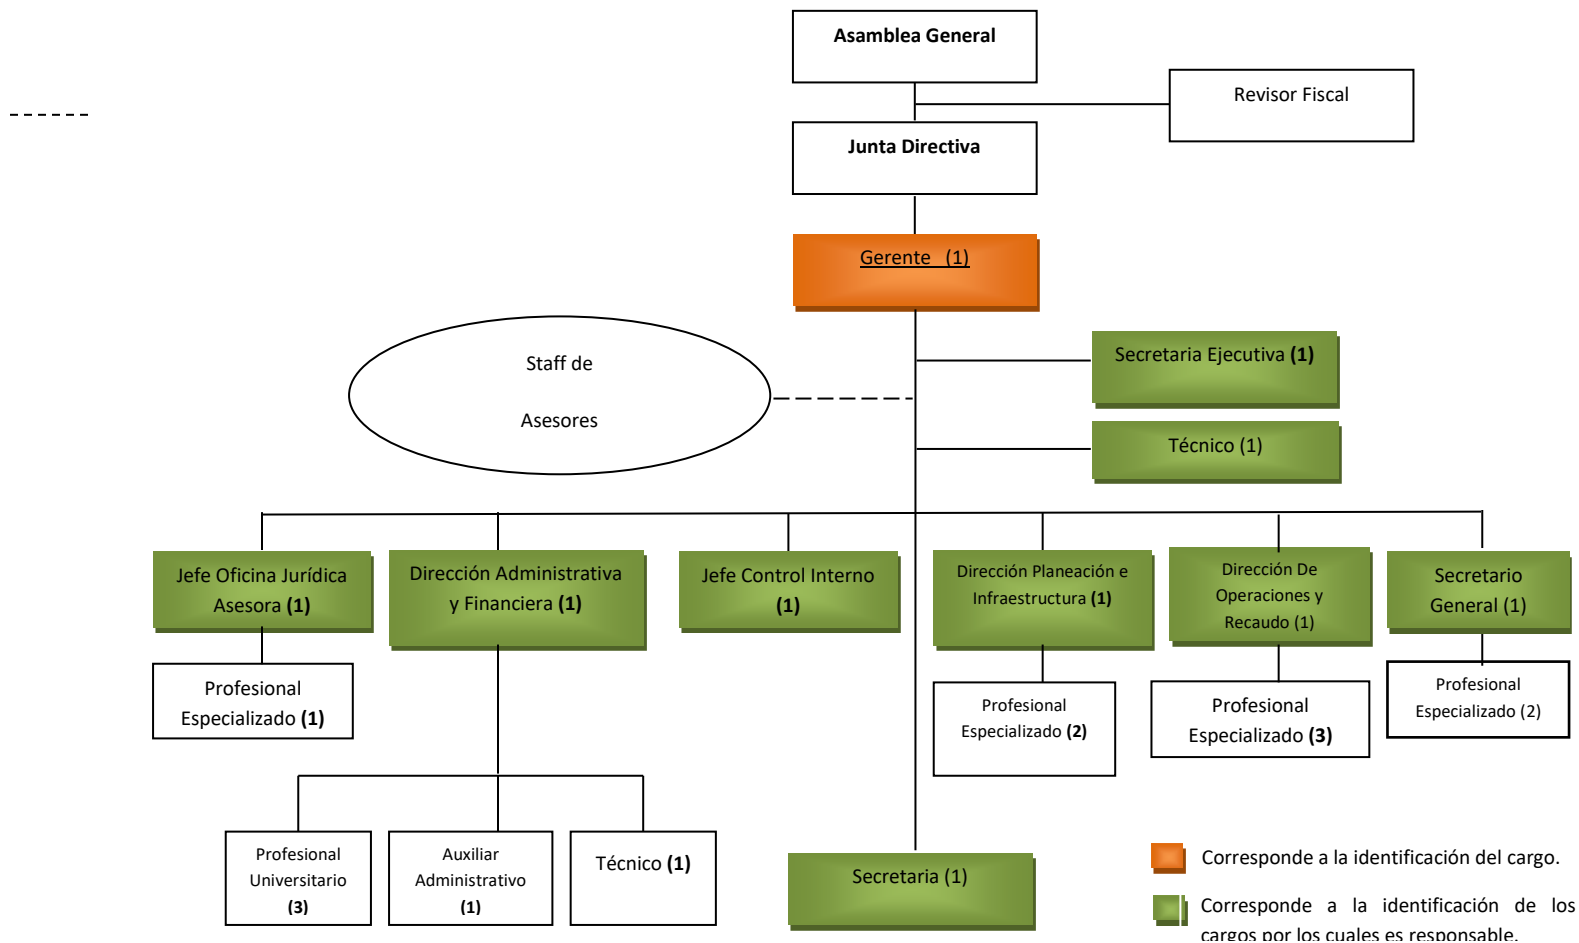 Asamblea General
Revisor Fiscal
Junta Directiva
Gerente (1)
Staff de
Asesores
Secretaria Ejecutiva (1)
Técnico (1)
Jefe Oficina Jurídica
Asesora (1)
Dirección Administrativa
y Financiera (1)
Jefe Control Interno
(1)
Dirección Planeación e
Infraestructura (1)
Dirección De
Operaciones y
Recaudo (1)
Secretario
General (1)
Profesional
Especializado (1)
Profesional
Especializado (2)
Profesional
Especializado (3)
Profesional
Especializado (2)
Profesional
Universitario
(3)
Auxiliar
Administrativo
(1)
Técnico (1)
Secretaria (1)
Corresponde a la identificación del cargo.
Corresponde a la identificación de los
cargos por los cuales es responsable.